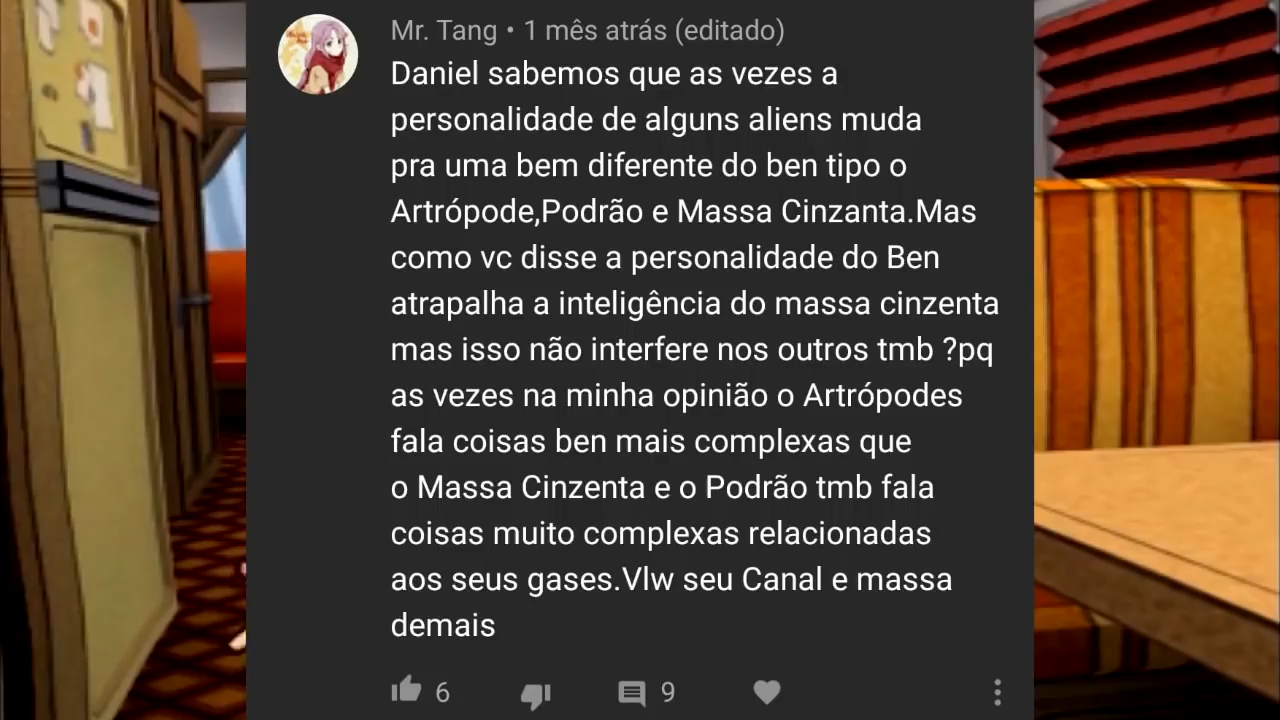 Mr. Tang • 1 mês atrás (editado)
Daniel sabemos que as vezes a
personalidade de alguns aliens muda
pra uma bem diferente do ben tipo o
Artrópode,Podrão e Massa Cinzanta.Mas
como vc disse a personalidade do Ben
atrapalha a inteligência do massa cinzenta
mas isso não interfere nos outros tmb ?pq
as vezes na minha opinião o Artrópodes
fala coisas ben mais complexas que
o Massa Cinzenta e o Podrão tmb fala
coisas muito complexas relacionadas
aos seus gases.Vlw seu Canal e massa
demais
6 9